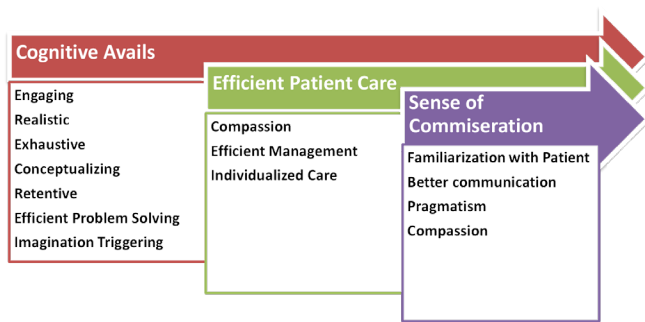 Cognitive Avails
Engaging
Realistic
Exhaustive
Conceptualizing
Retentive
Efficient Problem Solving
Imagination Triggering
Efficient Patient Care
Compassion
Efficient Management
Individualized Care
Sense of
Commiseration
Familiarization with Patient
Better communication
Pragmatism
Compassion